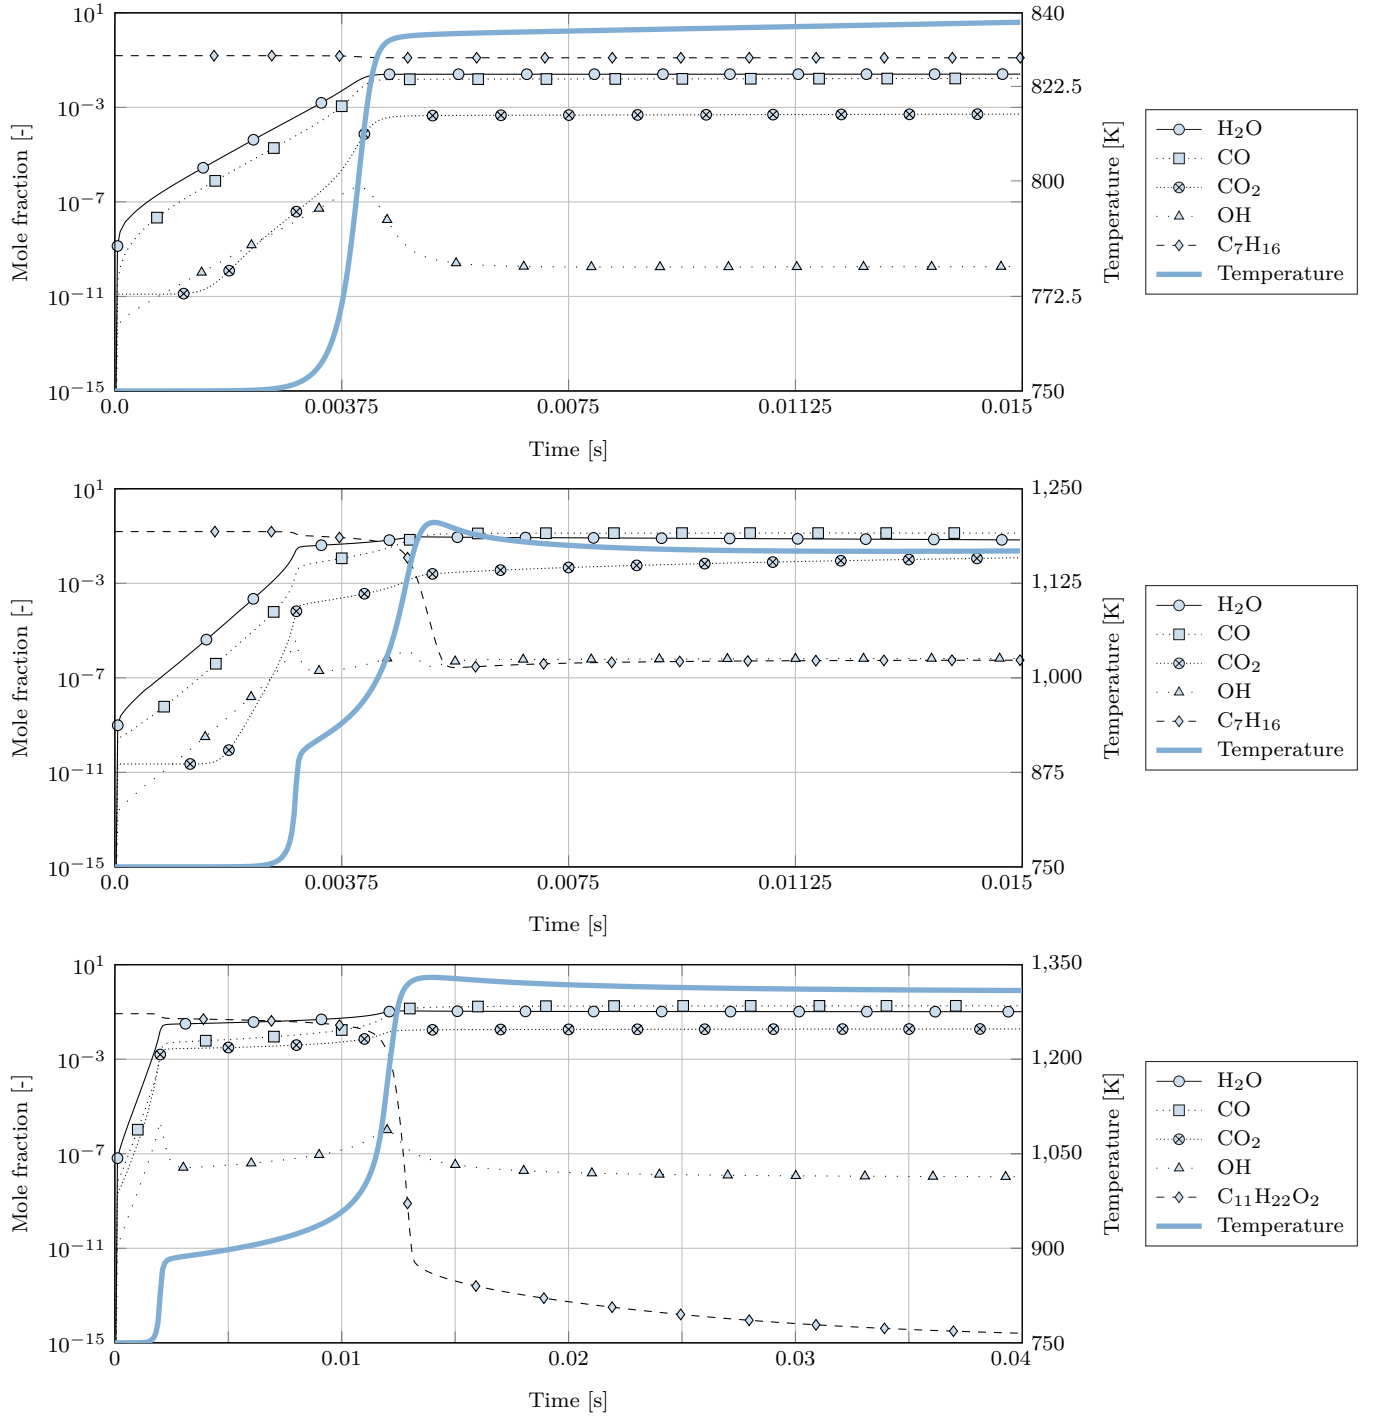 10^1
10^−3
10^−7
10^−11
10^−15
Mole fraction [-]
0.0 0.00375 0.0075 0.01125 0.015
Time [s]
840
822.5
800
772.5
750
Temperature [K]
H₂O
CO
CO₂
OH
C₇H₁₆
Temperature
10^1
10^−3
10^−7
10^−11
10^−15
Mole fraction [-]
0.0 0.00375 0.0075 0.01125 0.015
Time [s]
1,250
1,125
1,000
875
750
Temperature [K]
H₂O
CO
CO₂
OH
C₇H₁₆
Temperature
10^1
10^−3
10^−7
10^−11
10^−15
Mole fraction [-]
0 0.01 0.02 0.03 0.04
Time [s]
1,350
1,200
1,050
900
750
Temperature [K]
H₂O
CO
CO₂
OH
C₁₁H₂₂O₂
Temperature